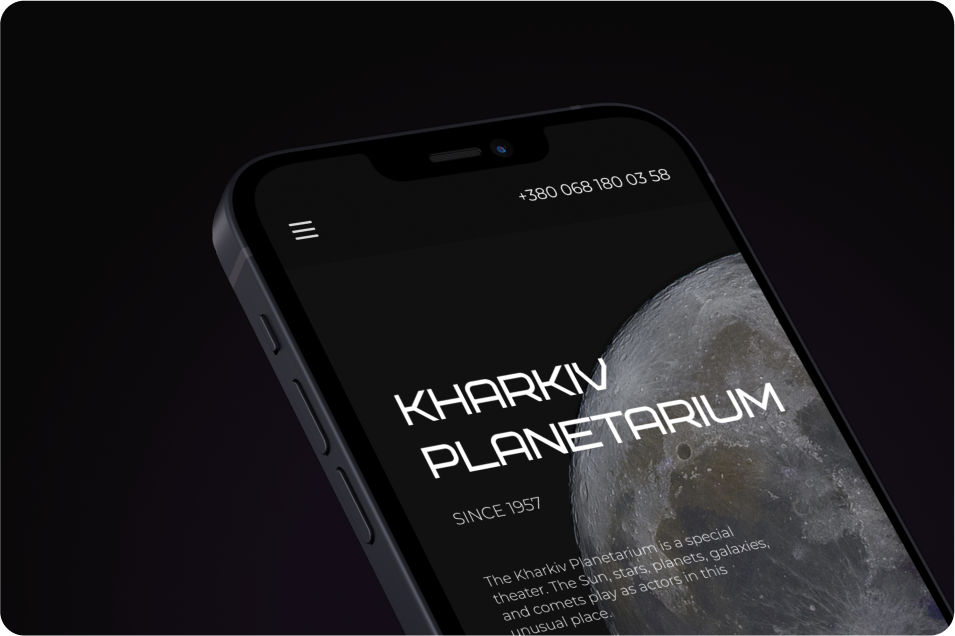 +380 068 180 03 58
KHARKIV
PLANETARIUM
SINCE 1957
The Kharkiv Planetarium is a special
theater. The Sun, stars, planets, galaxies,
and comets play as actors in this
unusual place.